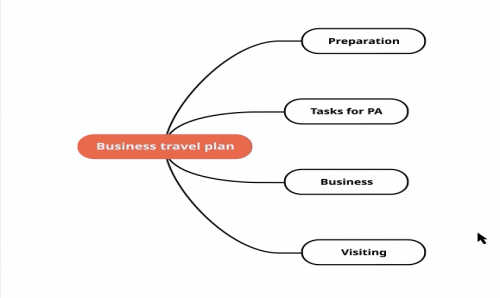 Preparation
Tasks for PA
Business travel plan
Business
Visiting